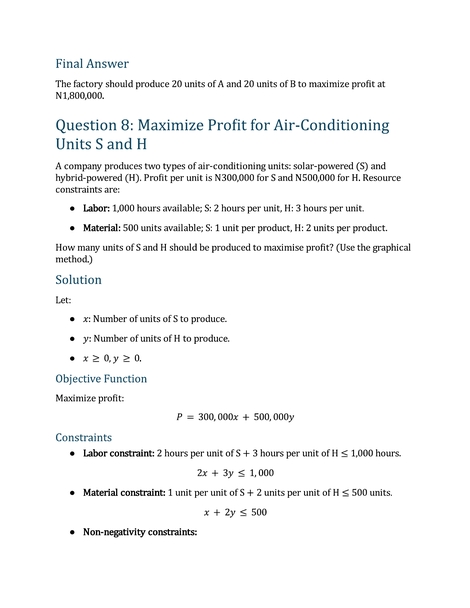 Final Answer
The factory should produce 20 units of A and 20 units of B to maximize profit at
N1,800,000.
Question 8: Maximize Profit for Air-Conditioning
Units S and H
A company produces two types of air-conditioning units: solar-powered (S) and
hybrid-powered (H). Profit per unit is N300,000 for S and N500,000 for H. Resource
constraints are:
● Labor: 1,000 hours available; S: 2 hours per unit, H: 3 hours per unit.
● Material: 500 units available; S: 1 unit per product, H: 2 units per product.
How many units of S and H should be produced to maximise profit? (Use the graphical
method.)
Solution
Let:
● x: Number of units of S to produce.
● y: Number of units of H to produce.
● x ≥ 0, y ≥ 0.
Objective Function
Maximize profit:
P = 300,000x + 500,000y
Constraints
● Labor constraint: 2 hours per unit of S + 3 hours per unit of H ≤ 1,000 hours.
2x + 3y ≤ 1,000
● Material constraint: 1 unit per unit of S + 2 units per unit of H ≤ 500 units.
x + 2y ≤ 500
● Non-negativity constraints: